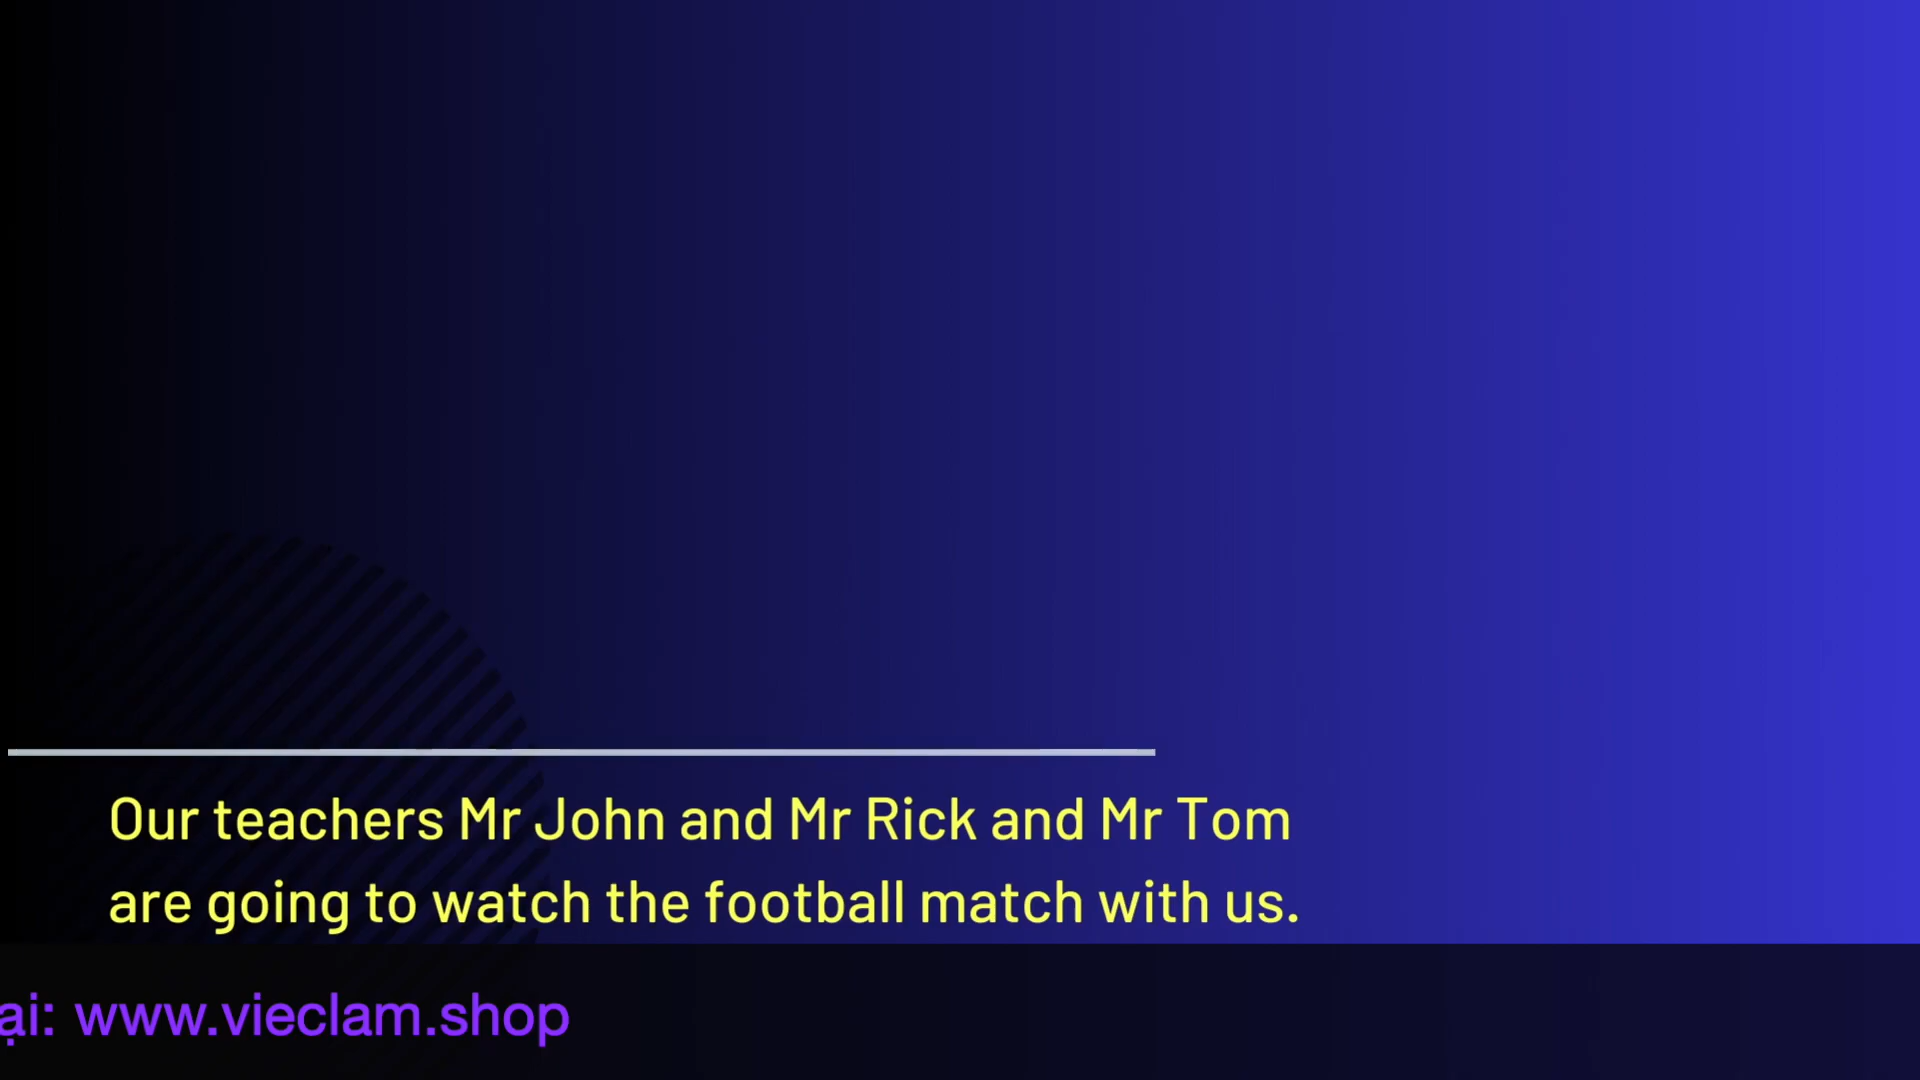 Our teachers Mr John and Mr Rick and Mr Tom
are going to watch the football match with us.
ại: www.vieclam.shop